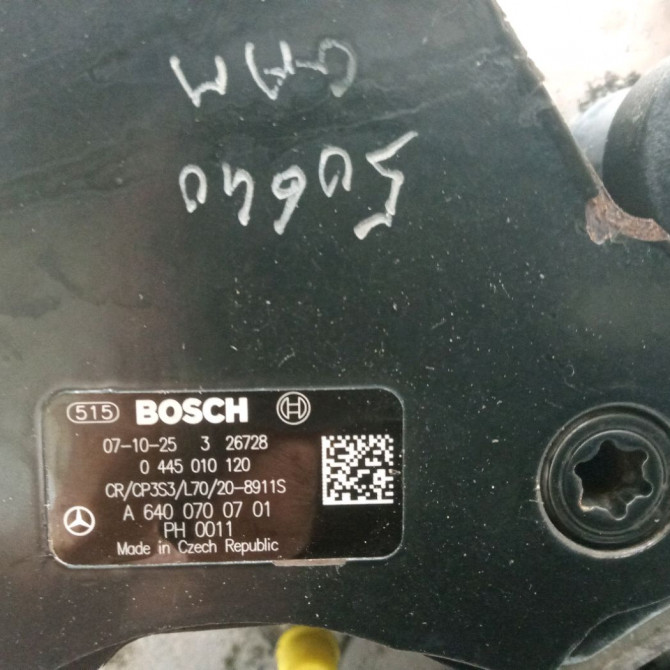 50640
515 BOSCH
07-10-25 3 26728
0 445 010 120
CR/CP3S3/L70/20-8911S
A 640 070 07 01
PH 0011
Made in Czech Republic